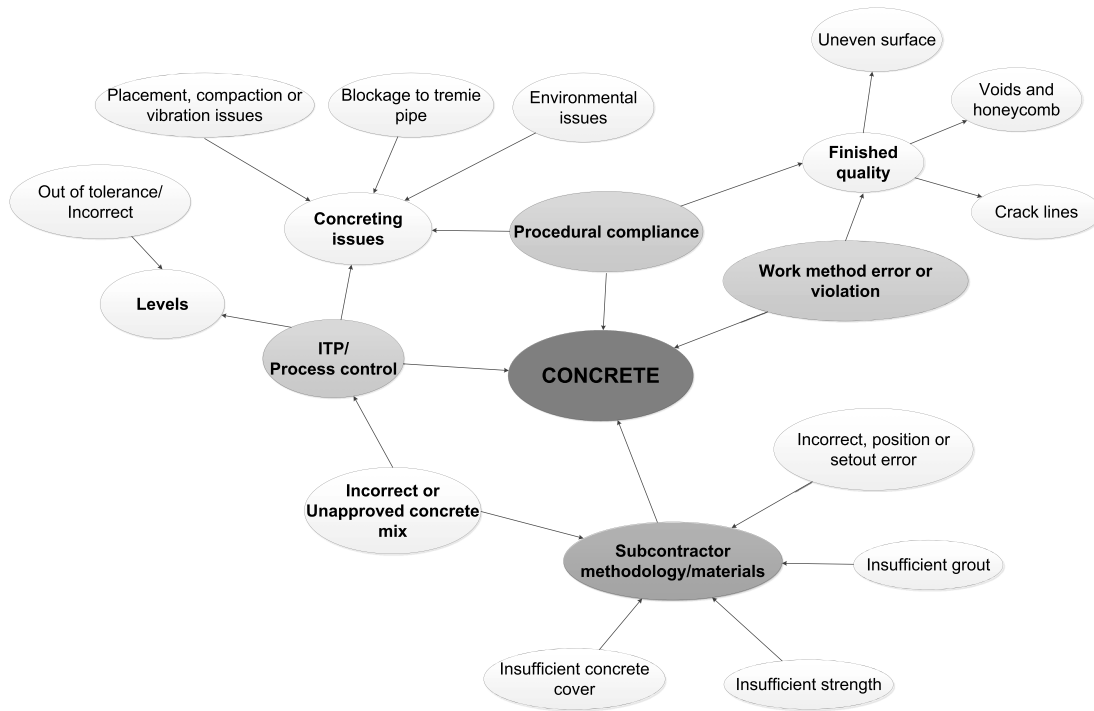 Uneven surface
Placement, compaction or
vibration issues
Blockage to tremie
pipe
Environmental
issues
Voids and
honeycomb
Finished
quality
Out of tolerance/
Incorrect
Concreting
issues
Procedural compliance
Crack lines
Work method error or
violation
Levels
ITP/
Process control
CONCRETE
Incorrect, position or
setout error
Incorrect or
Unapproved concrete
mix
Subcontractor
methodology/materials
Insufficient grout
Insufficient concrete
cover
Insufficient strength